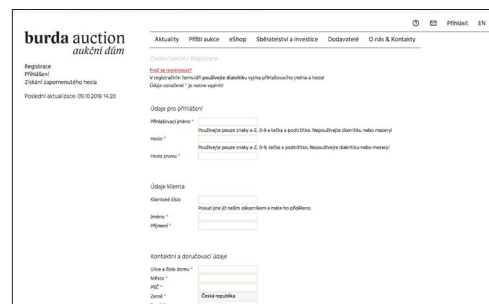 Přihlásit EN
burda auction
aukční dům
Aktuality Příští aukce eShop Sběratelství a investice Dodavatelé O nás & Kontakty
Osobní sekce / Registrace
Registrace
Přihlášení
Získání zapomenutého hesla
Poslední aktualizace: 09.10.2018 14:20
Proč se registrovat?
V registračním formuláři používejte diakritiku vyjma přihlašovacího jména a hesla!
Údaje označené * je nutno vyplnit!
Údaje pro přihlášení
Přihlašovací jméno *
Používejte pouze znaky a-Z, 0-9 a tečka a podtržítko. Nepoužívejte diakritiku nebo mezery!
Heslo *
Používejte pouze znaky a-Z, 0-9, tečka a podtržítko. Nepoužívejte diakritiku nebo mezery!
Heslo znovu *
Údaje klienta
Klientské číslo
Pokud jste již naším zákazníkem a máte ho přiděleno.
Jméno *
Příjmení *
Kontaktní a doručovací údaje
Ulice a číslo domu *
Město *
PSČ *
Země *
Česká republika